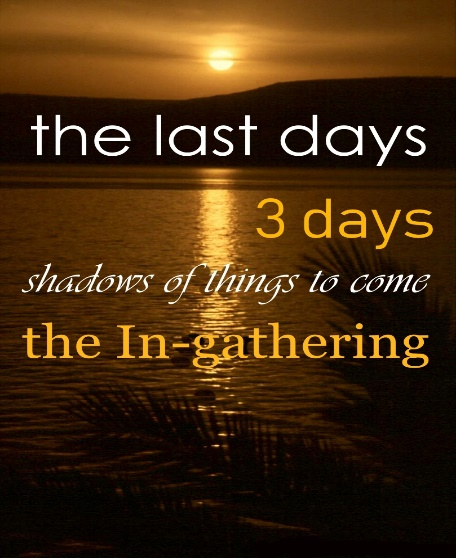 the last days
3 days
shadows of things to come
the In-gathering